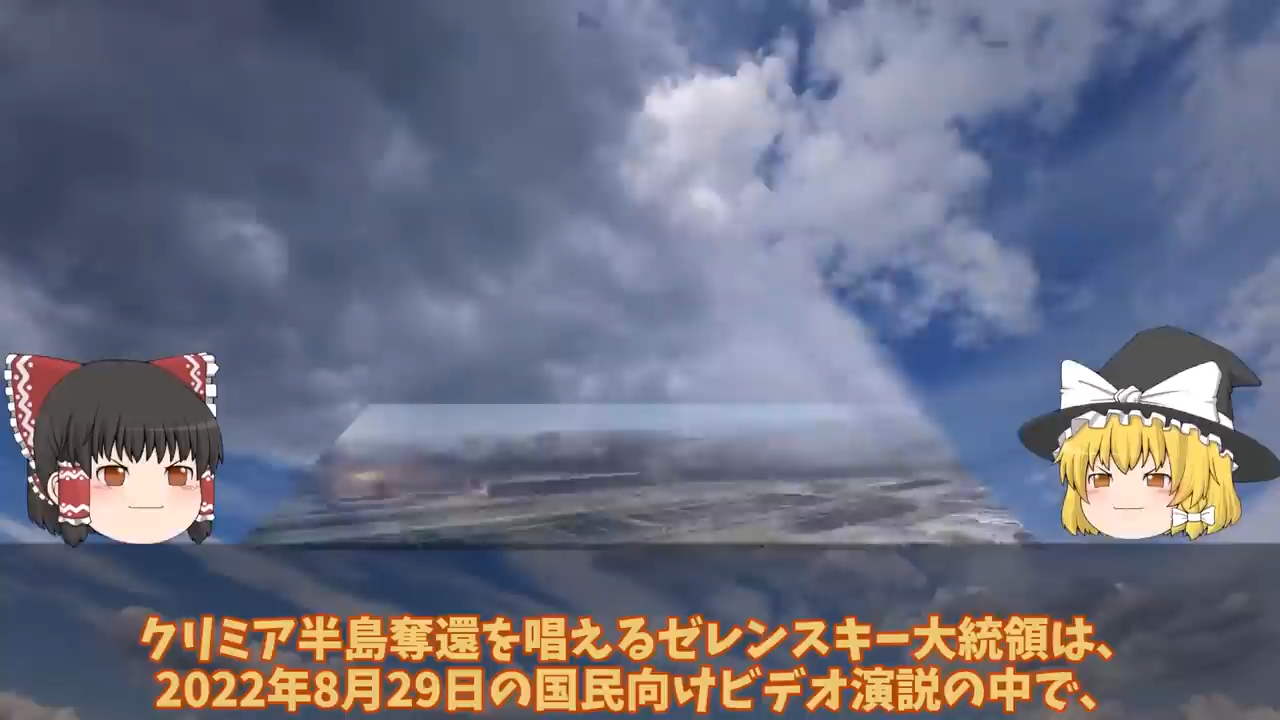 クリミア半島奪還を唱えるゼレンスキー大統領は、
2022年8月29日の国民向けビデオ演説の中で、